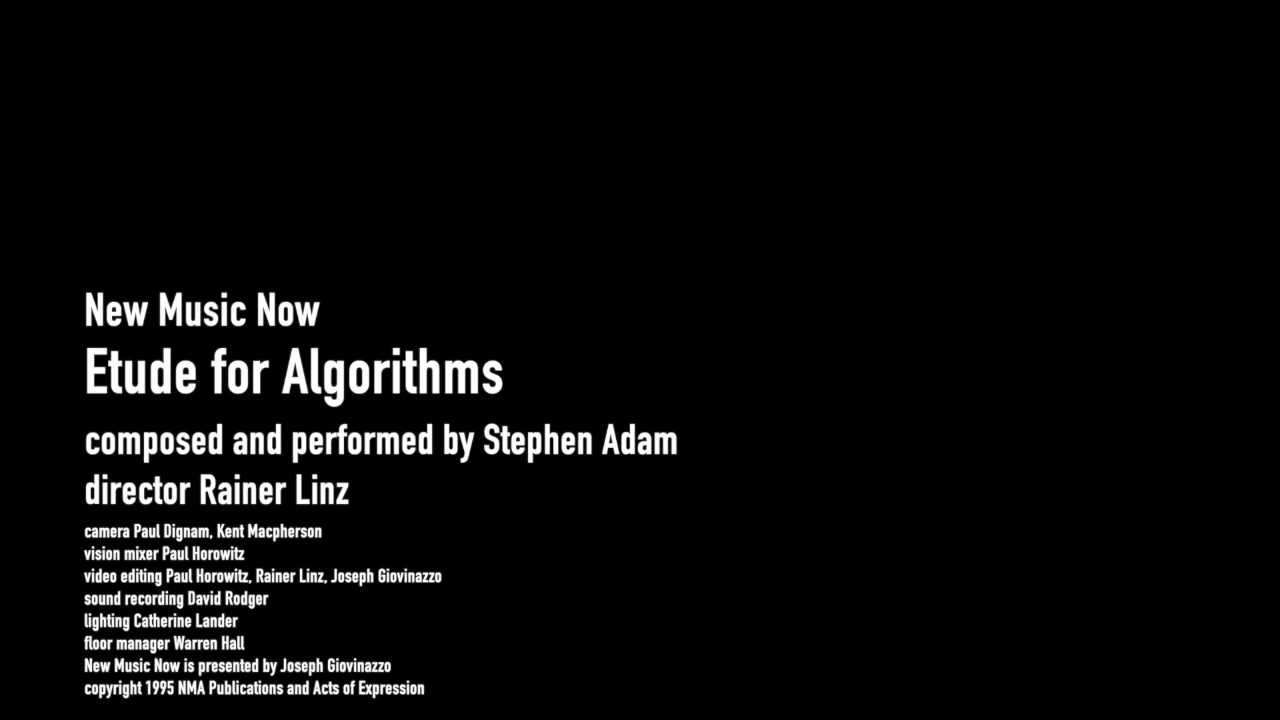 New Music Now
Etude for Algorithms
composed and performed by Stephen Adam
director Rainer Linz
camera Paul Dignam, Kent Macpherson
vision mixer Paul Horowitz
video editing Paul Horowitz, Rainer Linz, Joseph Giovinazzo
sound recording David Rodger
lighting Catherine Lander
floor manager Warren Hall
New Music Now is presented by Joseph Giovinazzo
copyright 1995 NMA Publications and Acts of Expression